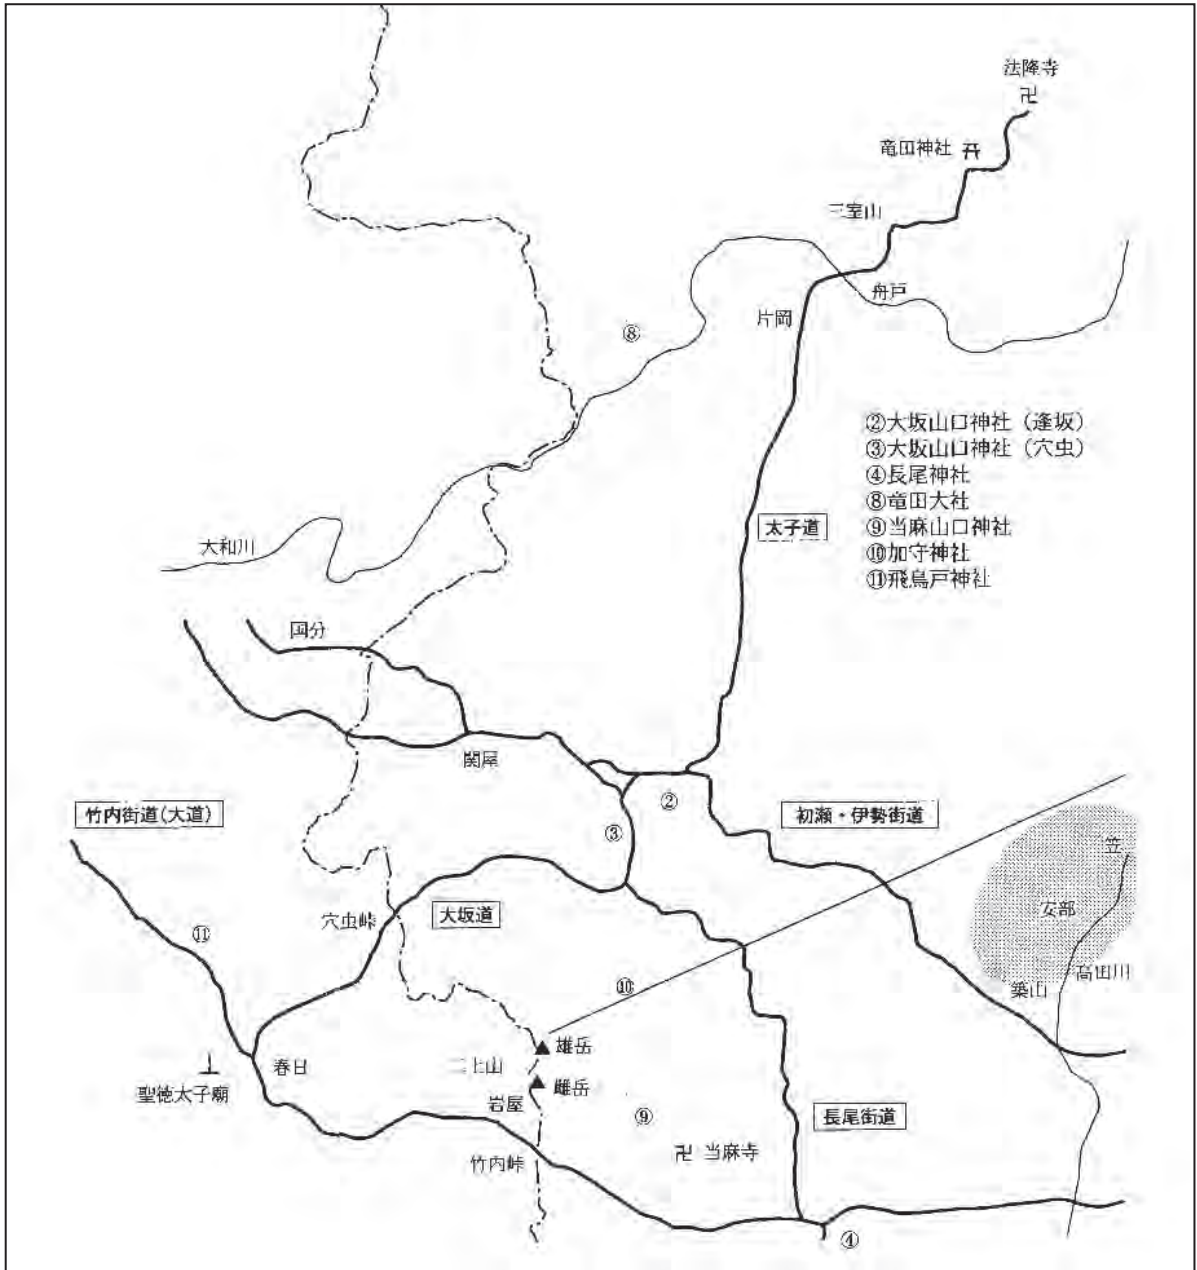 法隆寺
卍
竜田神社
三室山
舟戸
片岡
⑧
②大坂山口神社(逢坂)
③大坂山口神社(穴虫)
④長尾神社
⑧竜田大社
⑨当麻山口神社
⑩加守神社
⑪飛鳥戸神社
太子道
大和川
国分
関屋
②
竹内街道(大道)
初瀬・伊勢街道
③
笠
穴虫峠
大坂道
安部
⑪
⑩
高田川
築山
雄岳
二上山
春日
雌岳
聖徳太子廟
岩屋
⑨
長尾街道
卍 当麻寺
竹内峠
④